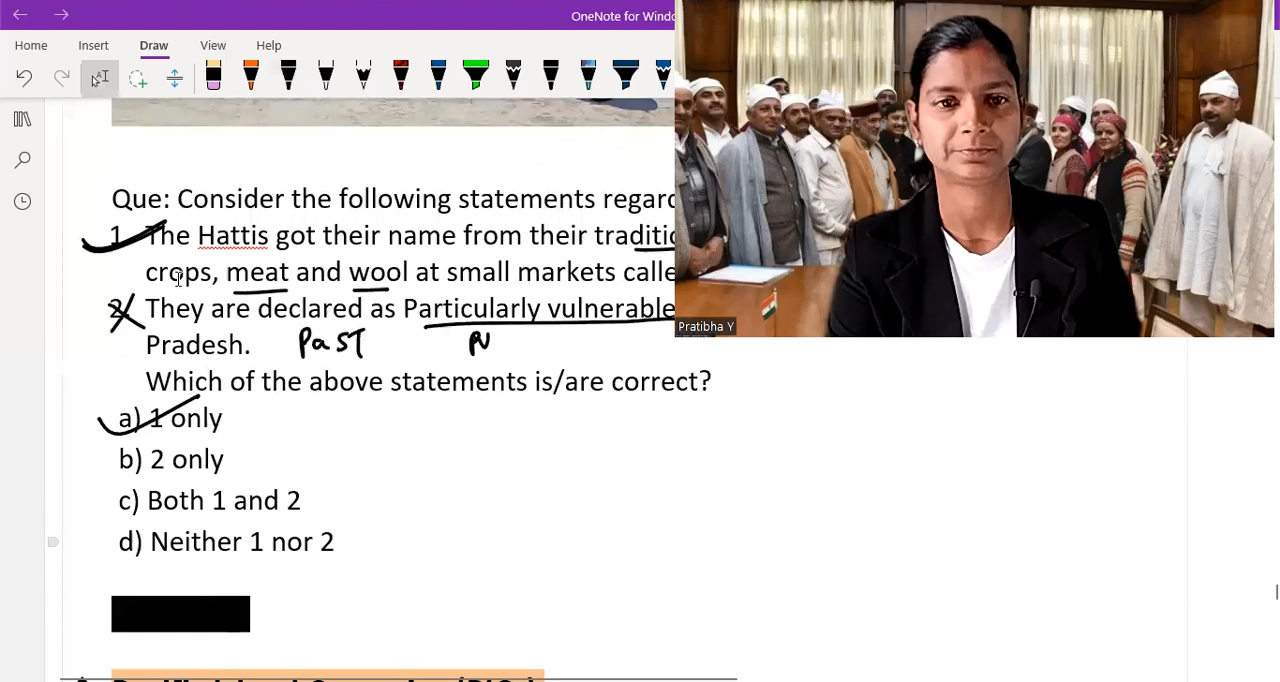 OneNote for Windo
Home Insert Draw View Help
Que: Consider the following statements regard
1. The Hattis got their name from their traditio
crops, meat and wool at small markets calle
2. They are declared as Particularly vulnerable
Pradesh.
PaST
Which of the above statements is/are correct?
a) 1 only
b) 2 only
c) Both 1 and 2
d) Neither 1 nor 2
Pratibha Y